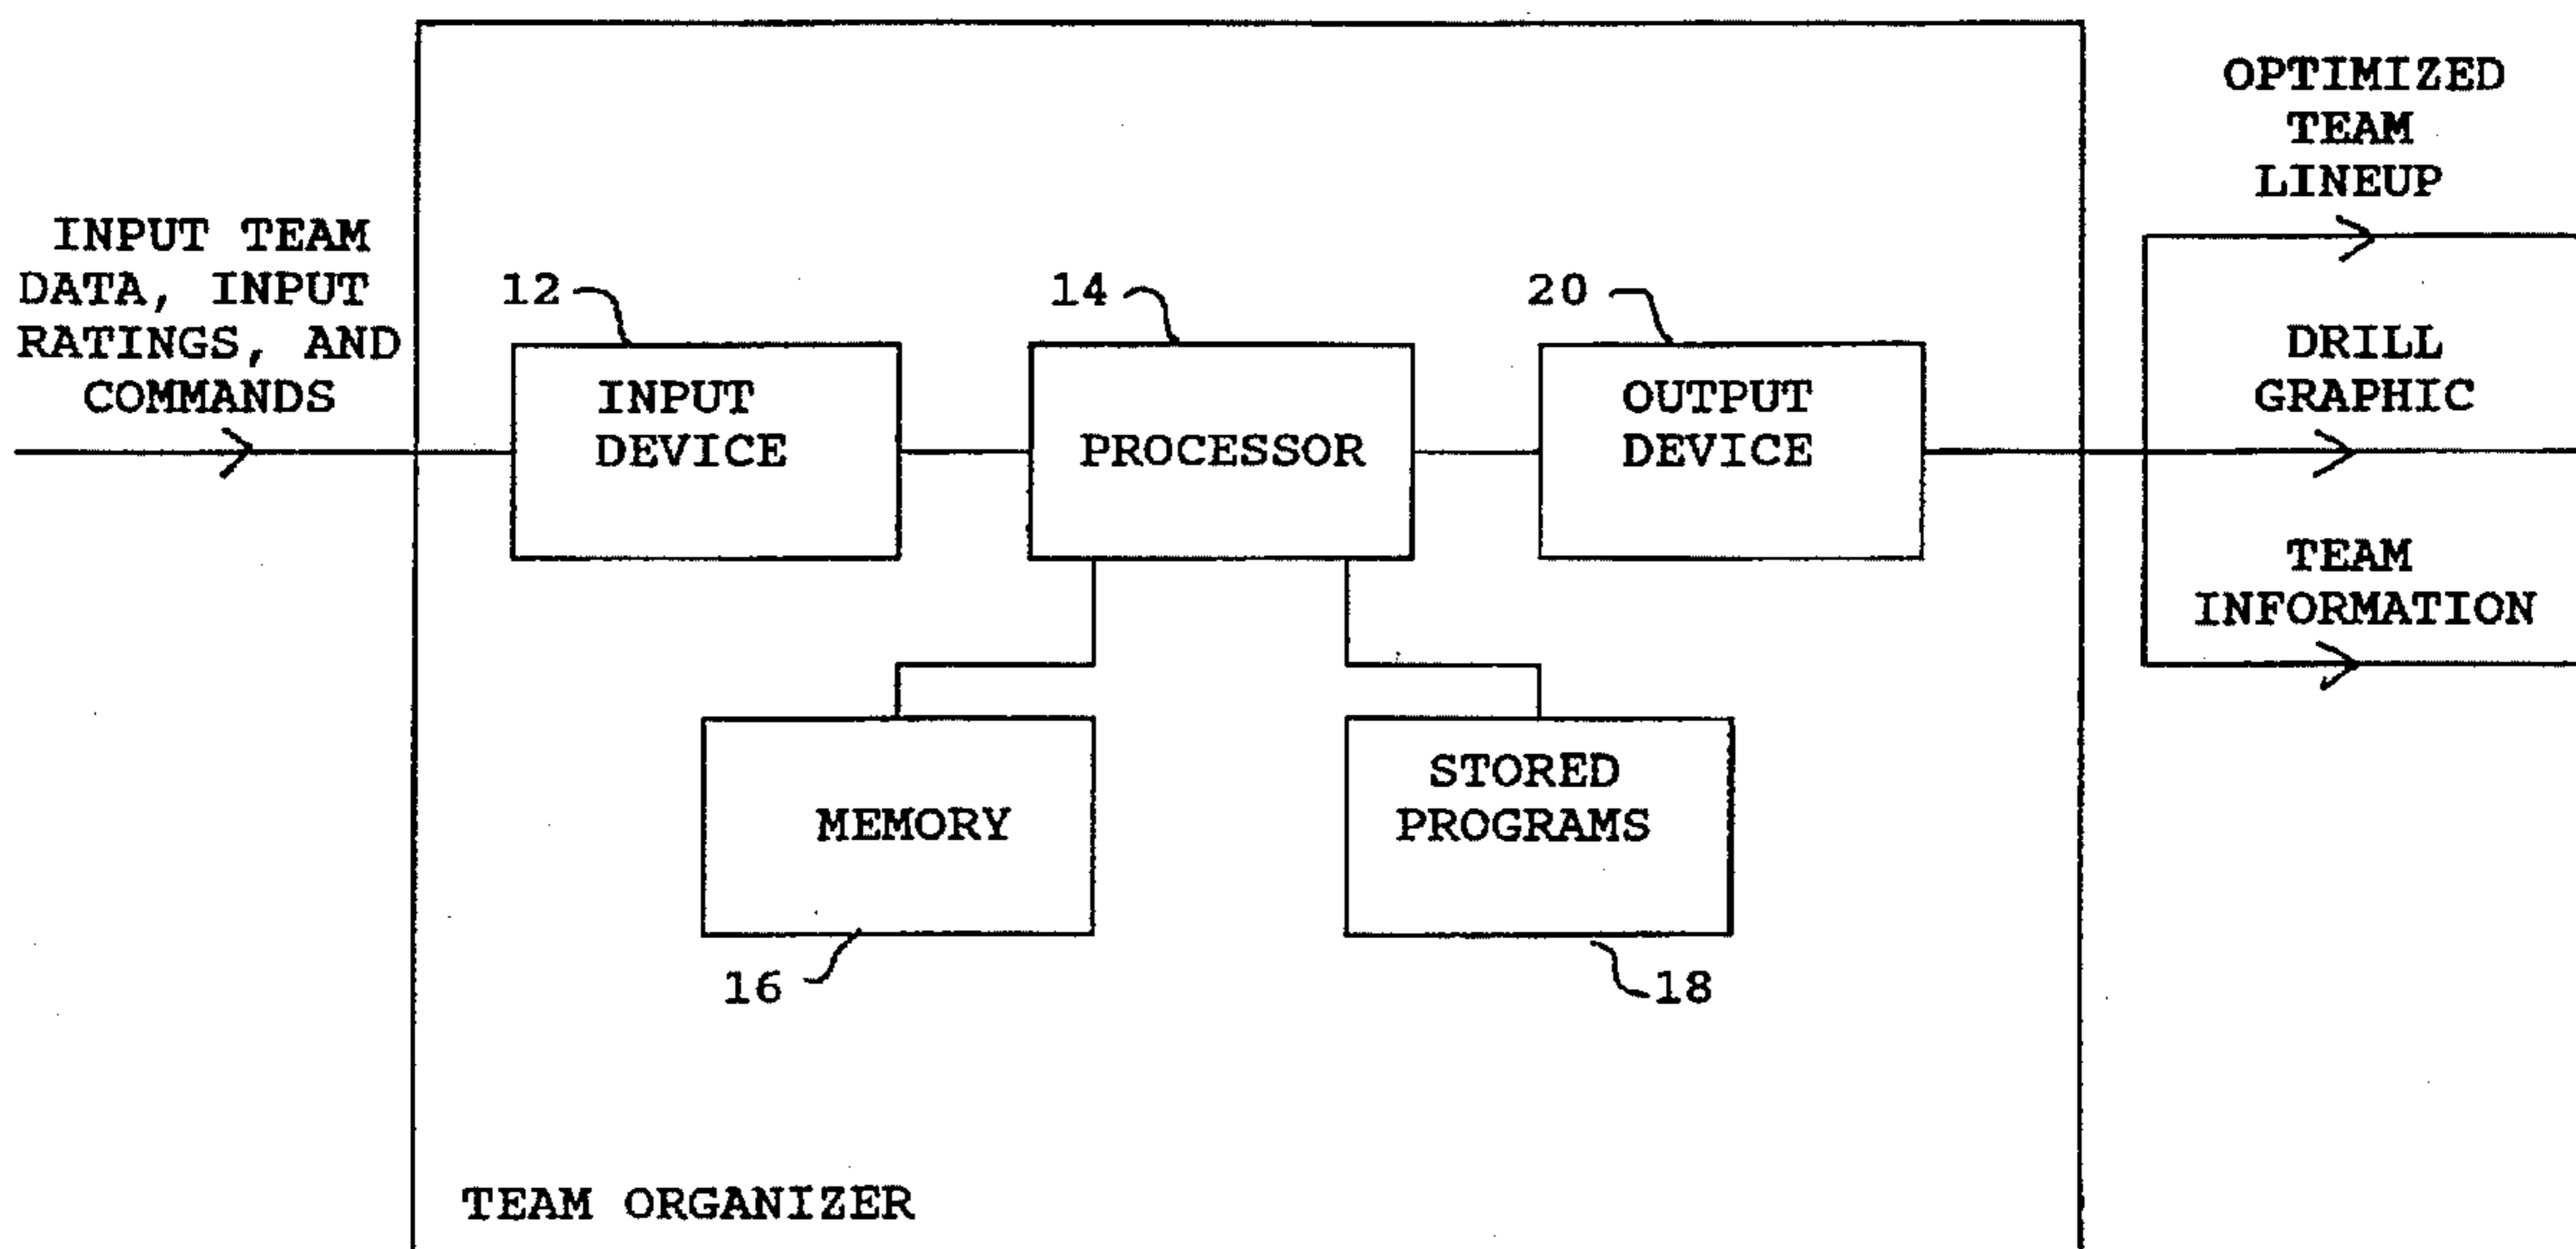 INPUT TEAM
DATA, INPUT
RATINGS, AND
COMMANDS
12
INPUT
DEVICE
14
PROCESSOR
20
OUTPUT
DEVICE
MEMORY
16
STORED
PROGRAMS
18
TEAM ORGANIZER
OPTIMIZED
TEAM
LINEUP
DRILL
GRAPHIC
TEAM
INFORMATION